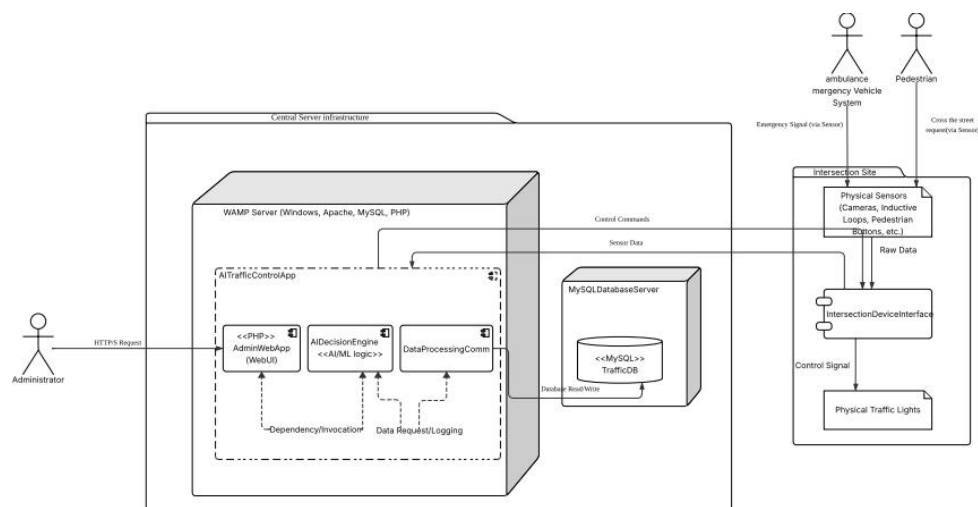 ambulance
mergency Vehicle
System
Pedestrian
Central Server infrastructure
Emergency Signal (via Sensor)
Cross the street
request(via Sensor)
Intersection Site
WAMP Server (Windows, Apache, MySQL, PHP)
Physical Sensors
(Cameras, Inductive
Loops, Pedestrian
Buttons, etc.)
Control Commands
Sensor Data
Raw Data
AITrafficControlApp
MySQLDatabaseServer
IntersectionDeviceInterface
HTTP/S Request
<<PHP>>
AdminWebApp
(WebUI)
AIDecisionEngine
<<AI/ML logic>>
DataProcessingComm
<<MySQL>>
TrafficDB
Administrator
Control Signal
Database Read/Write
Physical Traffic Lights
Dependency/Invocation
Data Request/Logging